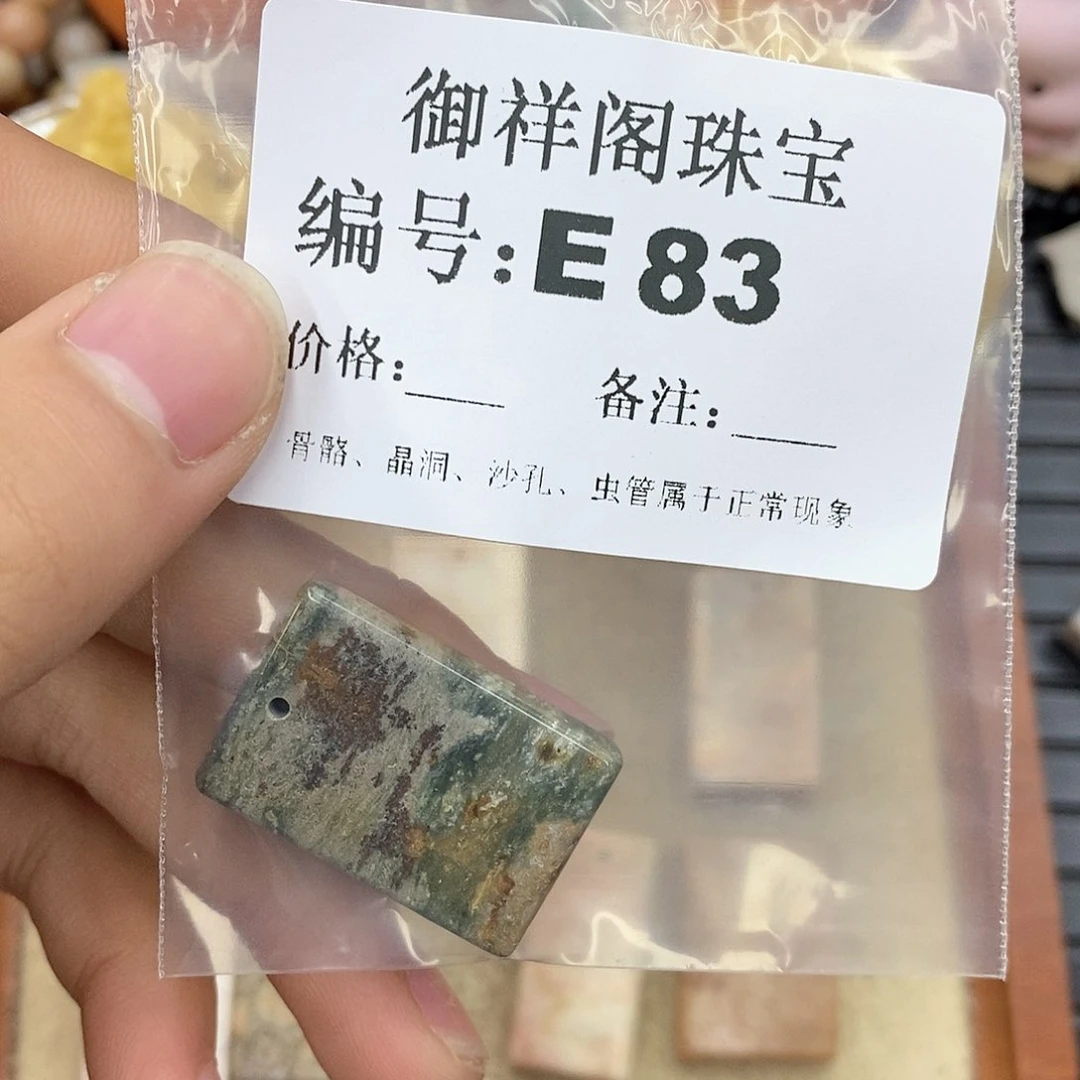 御祥阁珠宝
编号:E83
价格:____ 备注:____
骨骼、晶洞、沙孔、虫管属于正常现象